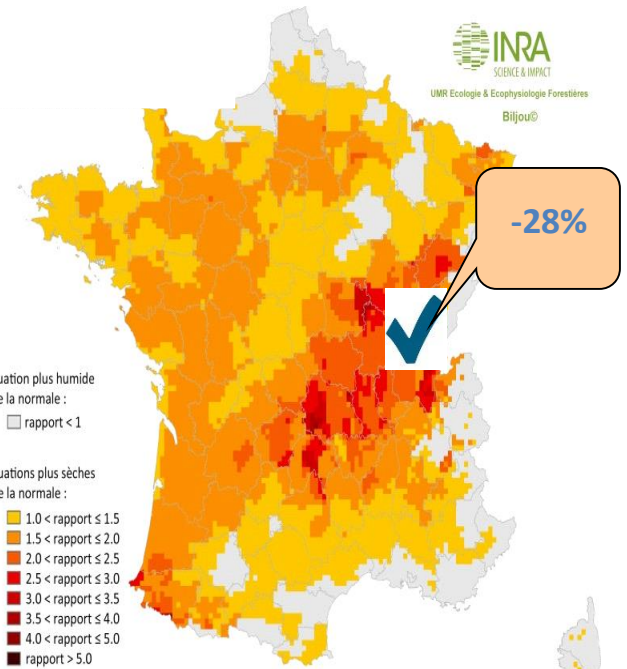 INRA
SCIENCE & IMPACT
UMR Ecologie & Ecophysiologie Forestières
Biljou©
-28%
uation plus humide
e la normale :
rapport < 1
uations plus sèches
e la normale :
1.0 < rapport ≤ 1.5
1.5 < rapport ≤ 2.0
2.0 < rapport ≤ 2.5
2.5 < rapport ≤ 3.0
3.0 < rapport ≤ 3.5
3.5 < rapport ≤ 4.0
4.0 < rapport ≤ 5.0
rapport > 5.0